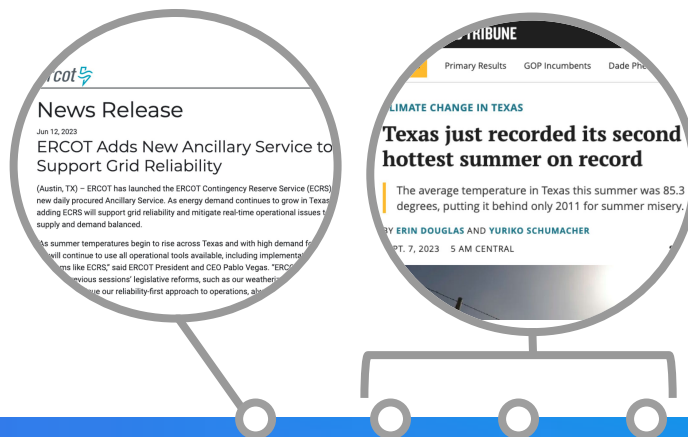 News Release
Jun 12, 2023
ERCOT Adds New Ancillary Service to
Support Grid Reliability
(Austin, TX) – ERCOT has launched the ERCOT Contingency Reserve Service (ECRS)
new daily procured Ancillary Service. As energy demand continues to grow in Texas
adding ECRS will support grid reliability and mitigate real-time operational issues t
supply and demand balanced.
As summer temperatures begin to rise across Texas and with high demand
will continue to use all operational tools available, including
like ECRS," said ERCOT President and CEO Pablo Vegas.
sessions' legislative reforms, such as our
our reliability-first approach to operations,
TRIBUNE
Primary Results GOP Incumbents Dade
CLIMATE CHANGE IN TEXAS
Texas just recorded its second
hottest summer on record
The average temperature in Texas this summer was 85.3
degrees, putting it behind only 2011 for summer misery.
BY ERIN DOUGLAS AND YURIKO SCHUMACHER
PT. 7, 2023 5 AM CENTRAL